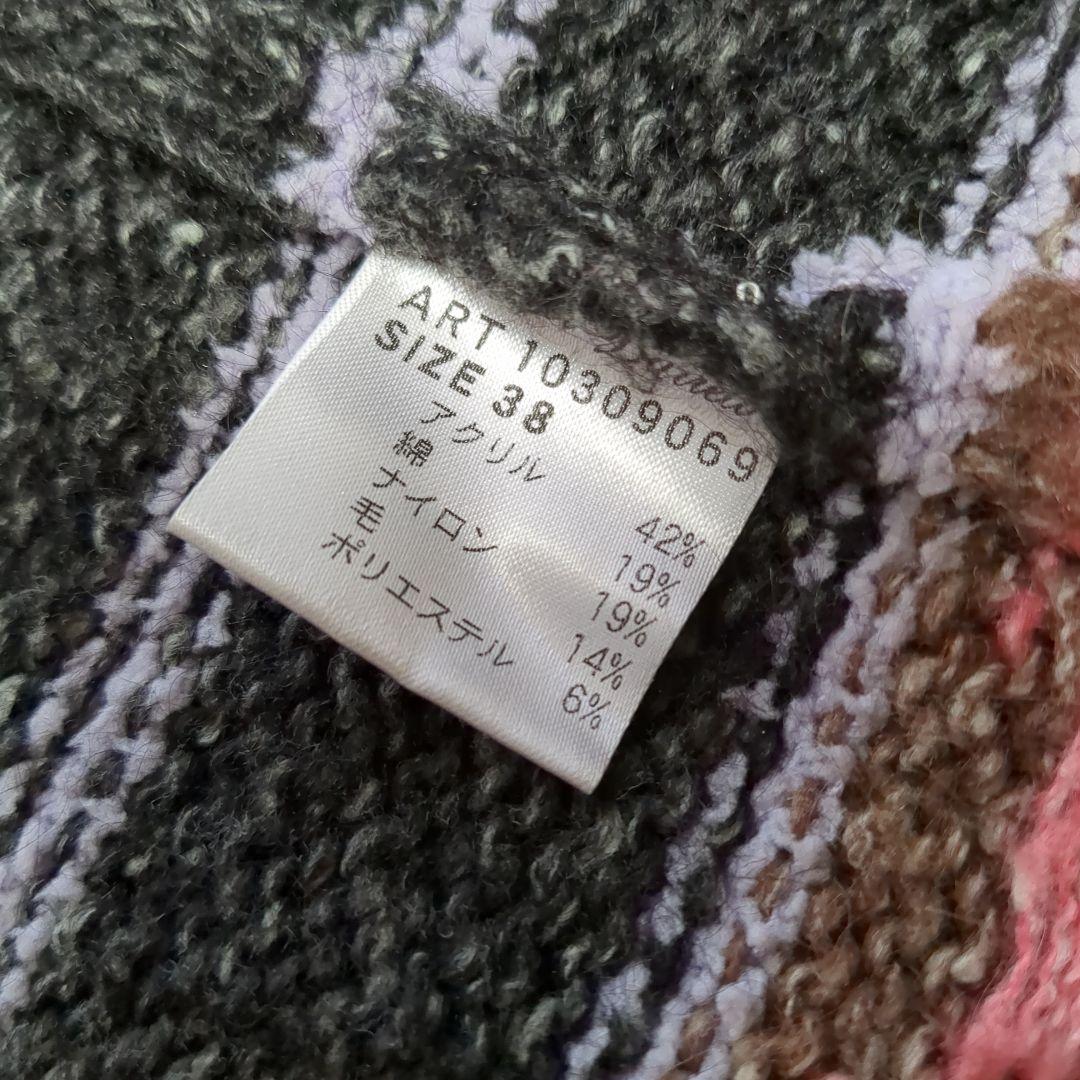 ART 10309069
SIZE 38
アクリル 42%
綿 19%
ナイロン 19%
毛 14%
ポリエステル 6%